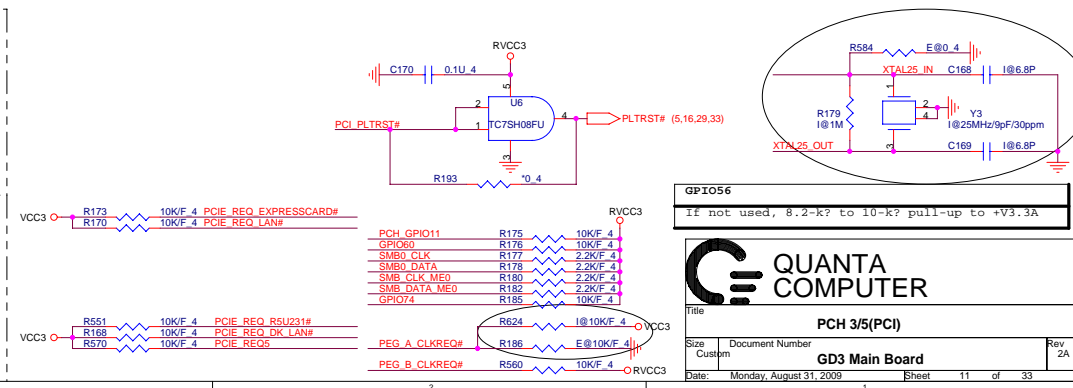 RVCC3
C170 0.1U_4
5
U6
2
1
TC7SH08FU
4
3
PCI_PLTRST#
PLTRST# (5,16,29,33)
R193 *0_4
R584 E@0_4
XTAL25_IN C168 I@6.8P
1
R179
I@1M
2
4
Y3
I@25MHz/9pF/30ppm
3
XTAL25_OUT C169 I@6.8P
GPIO56
If not used, 8.2-k? to 10-k? pull-up to +V3.3A
VCC3
R173 10K/F_4 PCIE_REQ_EXPRESSCARD#
R170 10K/F_4 PCIE_REQ_LAN#
RVCC3
PCH_GPIO11 R175 10K/F_4
GPIO60 R176 10K/F_4
SMB0_CLK R177 2.2K/F_4
SMB0_DATA R178 2.2K/F_4
SMB_CLK_ME0 R180 2.2K/F_4
SMB_DATA_ME0 R182 2.2K/F_4
GPIO74 R185 10K/F_4
VCC3
R551 10K/F_4 PCIE_REQ_R5U231#
R168 10K/F_4 PCIE_REQ_DK_LAN#
R570 10K/F_4 PCIE_REQ5
R624 I@10K/F_4 VCC3
PEG_A_CLKREQ# R186 E@10K/F_4
PEG_B_CLKREQ# R560 10K/F_4 RVCC3
QUANTA
COMPUTER
Title
PCH 3/5(PCI)
Size Document Number Rev
Custom GD3 Main Board 2A
Date: Monday, August 31, 2009 Sheet 11 of 33